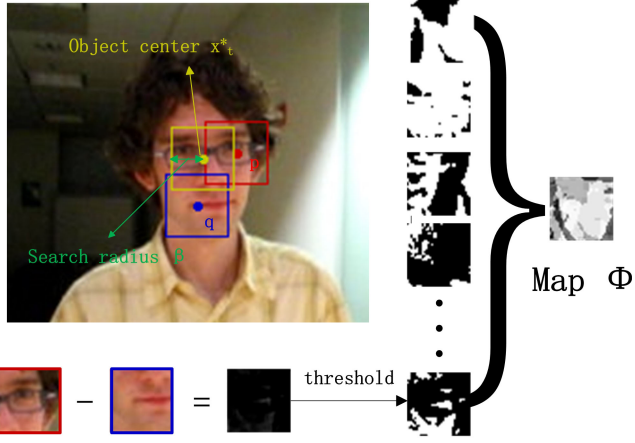 Object center x*t
p
q
Search radius β
Map Φ
− =
threshold